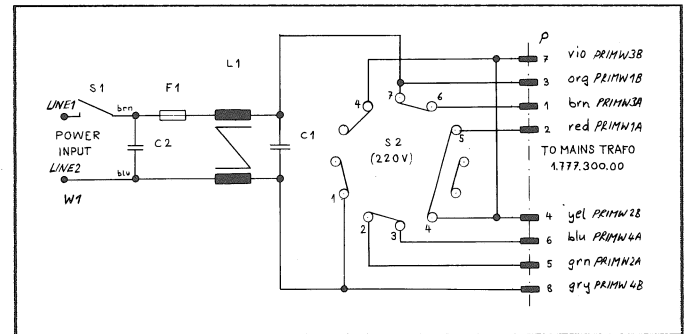 P
7 vio PRIMW3B
L1
3 org PRIMW1B
S1
F1
7
6
4
1 brn PRIMW3A
LINE1
brn
2 red PRIMW1A
POWER
INPUT
C2
C1
S2
(220V)
5
TO MAINS TRAFO
1.777.300.00
LINE2
blu
W1
1
2
3
4
4 yel PRIMW2B
6 blu PRIMW4A
5 grn PRIMW2A
8 gry PRIMW4B